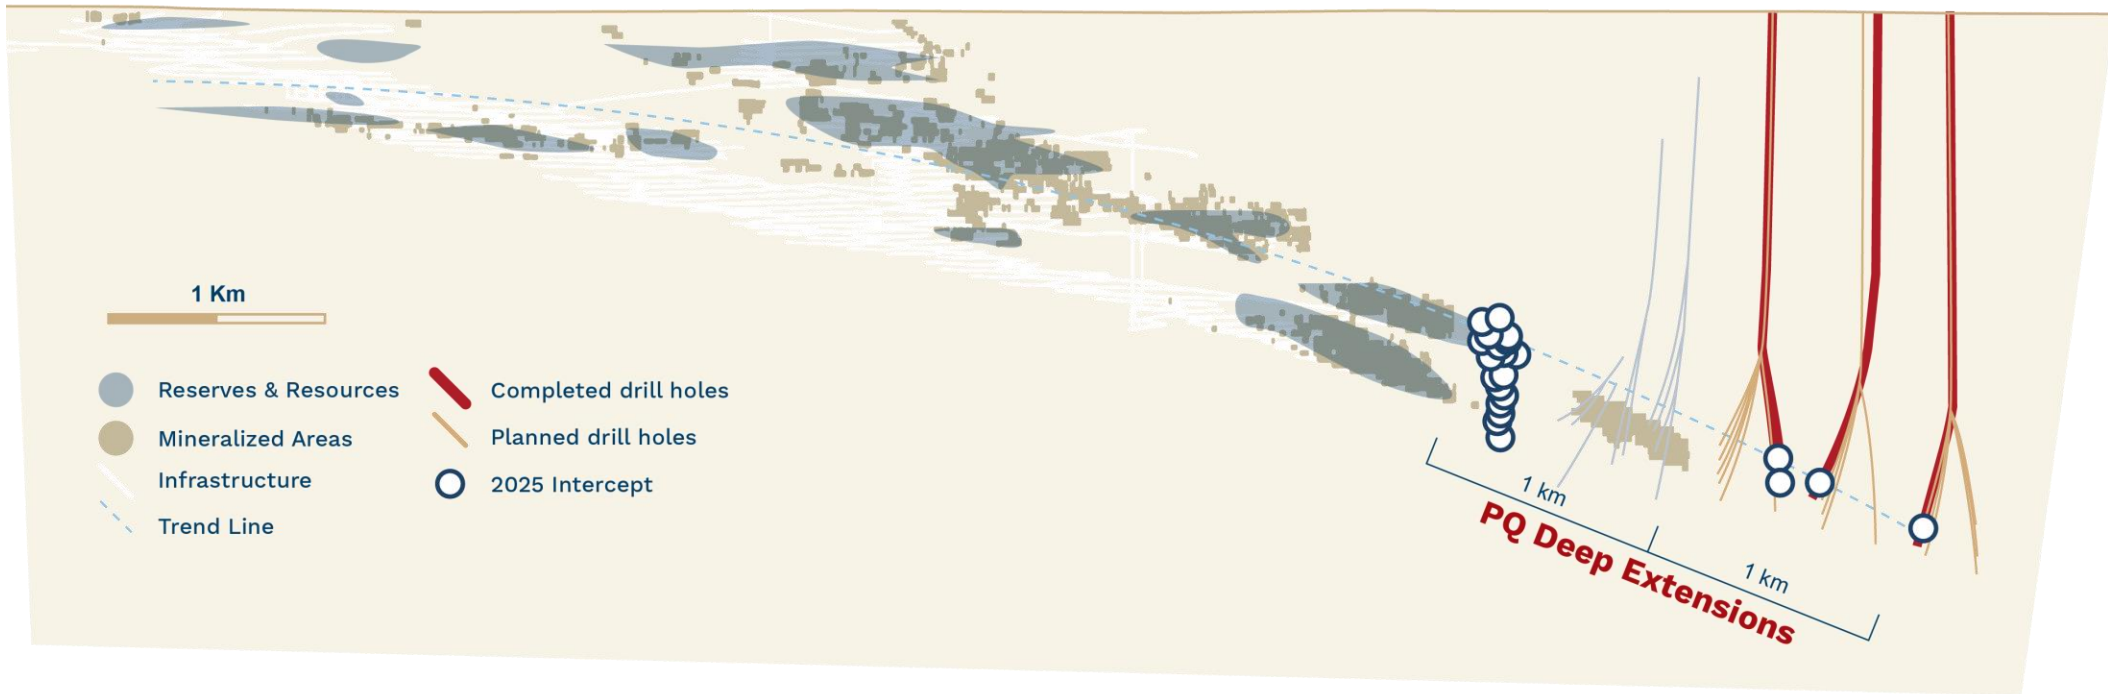 1 Km
Reserves & Resources
Mineralized Areas
Infrastructure
Trend Line
Completed drill holes
Planned drill holes
2025 Intercept
1 km
PQ Deep Extensions
1 km